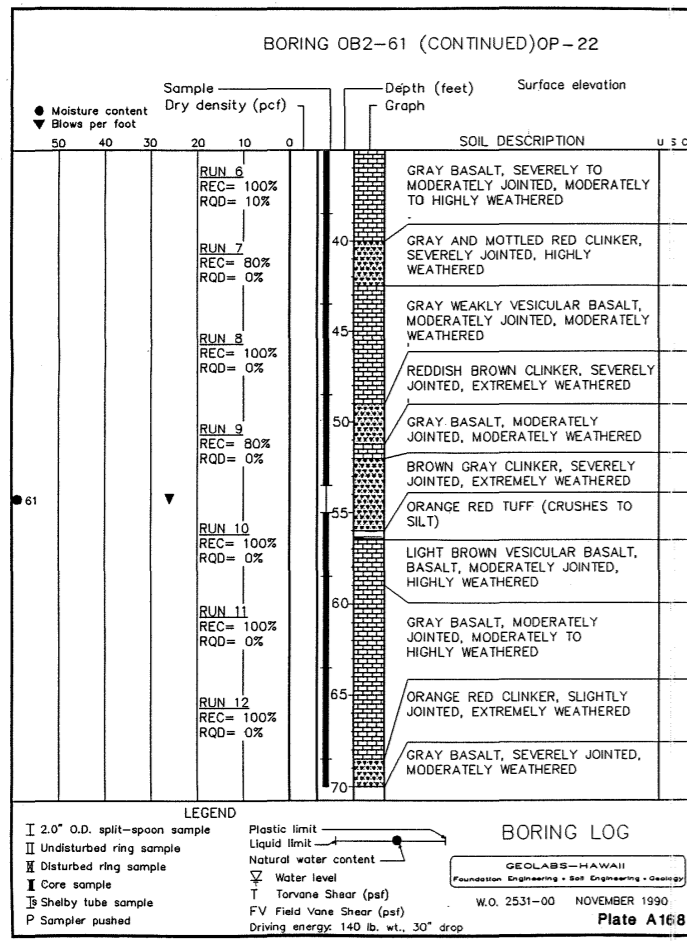 BORING OB2-61 (CONTINUED)OP-22
Sample
Depth (feet)
Surface elevation
● Moisture content
Dry density (pcf)
Graph
▼ Blows per foot
50 40 30 20 10 0
SOIL DESCRIPTION
U S C
RUN 6
REC= 100%
RQD= 10%
GRAY BASALT, SEVERELY TO
MODERATELY JOINTED, MODERATELY
TO HIGHLY WEATHERED
40
RUN 7
REC= 80%
RQD= 0%
GRAY AND MOTTLED RED CLINKER,
SEVERELY JOINTED, HIGHLY
WEATHERED
45
GRAY WEAKLY VESICULAR BASALT,
MODERATELY JOINTED, MODERATELY
WEATHERED
RUN 8
REC= 100%
RQD= 0%
REDDISH BROWN CLINKER, SEVERELY
JOINTED, EXTREMELY WEATHERED
50
RUN 9
REC= 80%
RQD= 0%
GRAY BASALT, MODERATELY
JOINTED, MODERATELY WEATHERED
BROWN GRAY CLINKER, SEVERELY
JOINTED, EXTREMELY WEATHERED
61
55
ORANGE RED TUFF (CRUSHES TO
SILT)
RUN 10
REC= 100%
RQD= 0%
LIGHT BROWN VESICULAR BASALT,
BASALT, MODERATELY JOINTED,
HIGHLY WEATHERED
60
RUN 11
REC= 100%
RQD= 0%
GRAY BASALT, MODERATELY
JOINTED, MODERATELY TO
HIGHLY WEATHERED
65
RUN 12
REC= 100%
RQD= 0%
ORANGE RED CLINKER, SLIGHTLY
JOINTED, EXTREMELY WEATHERED
GRAY BASALT, SEVERELY JOINTED,
MODERATELY WEATHERED
70
LEGEND
2.0" O.D. split-spoon sample
Undisturbed ring sample
Disturbed ring sample
Core sample
Shelby tube sample
P Sampler pushed
Plastic limit
Liquid limit
Natural water content
Water level
T Torvane Shear (psf)
FV Field Vane Shear (psf)
Driving energy: 140 lb. wt., 30" drop
BORING LOG
GEOLABS-HAWAII
Foundation Engineering • Soil Engineering • Geology
W.O. 2531-00 NOVEMBER 1990
Plate A168